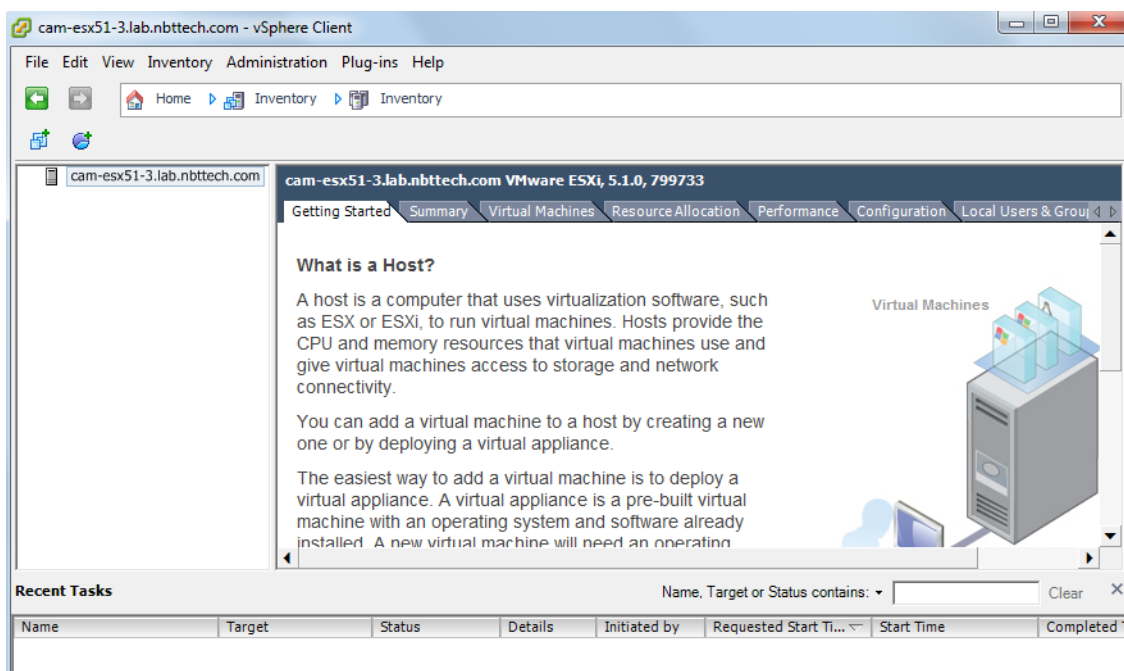 cam-esx51-3.lab.nbttech.com - vSphere Client
File Edit View Inventory Administration Plug-ins Help
Home Inventory Inventory
cam-esx51-3.lab.nbttech.com
cam-esx51-3.lab.nbttech.com VMware ESXi, 5.1.0, 799733
Getting Started Summary Virtual Machines Resource Allocation Performance Configuration Local Users & Grou
What is a Host?
A host is a computer that uses virtualization software, such
as ESX or ESXi, to run virtual machines. Hosts provide the
CPU and memory resources that virtual machines use and
give virtual machines access to storage and network
connectivity.
You can add a virtual machine to a host by creating a new
one or by deploying a virtual appliance.
The easiest way to add a virtual machine is to deploy a
virtual appliance. A virtual appliance is a pre-built virtual
machine with an operating system and software already
installed. A new virtual machine will need an operating
Virtual Machines
Recent Tasks
Name, Target or Status contains:
Clear
Name Target Status Details Initiated by Requested Start Ti... Start Time Completed